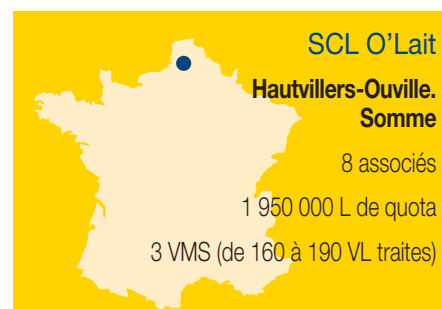 SCL O’Lait
Hautvillers-Ouville.
Somme
8 associés
1 950 000 L de quota
3 VMS (de 160 à 190 VL traites)